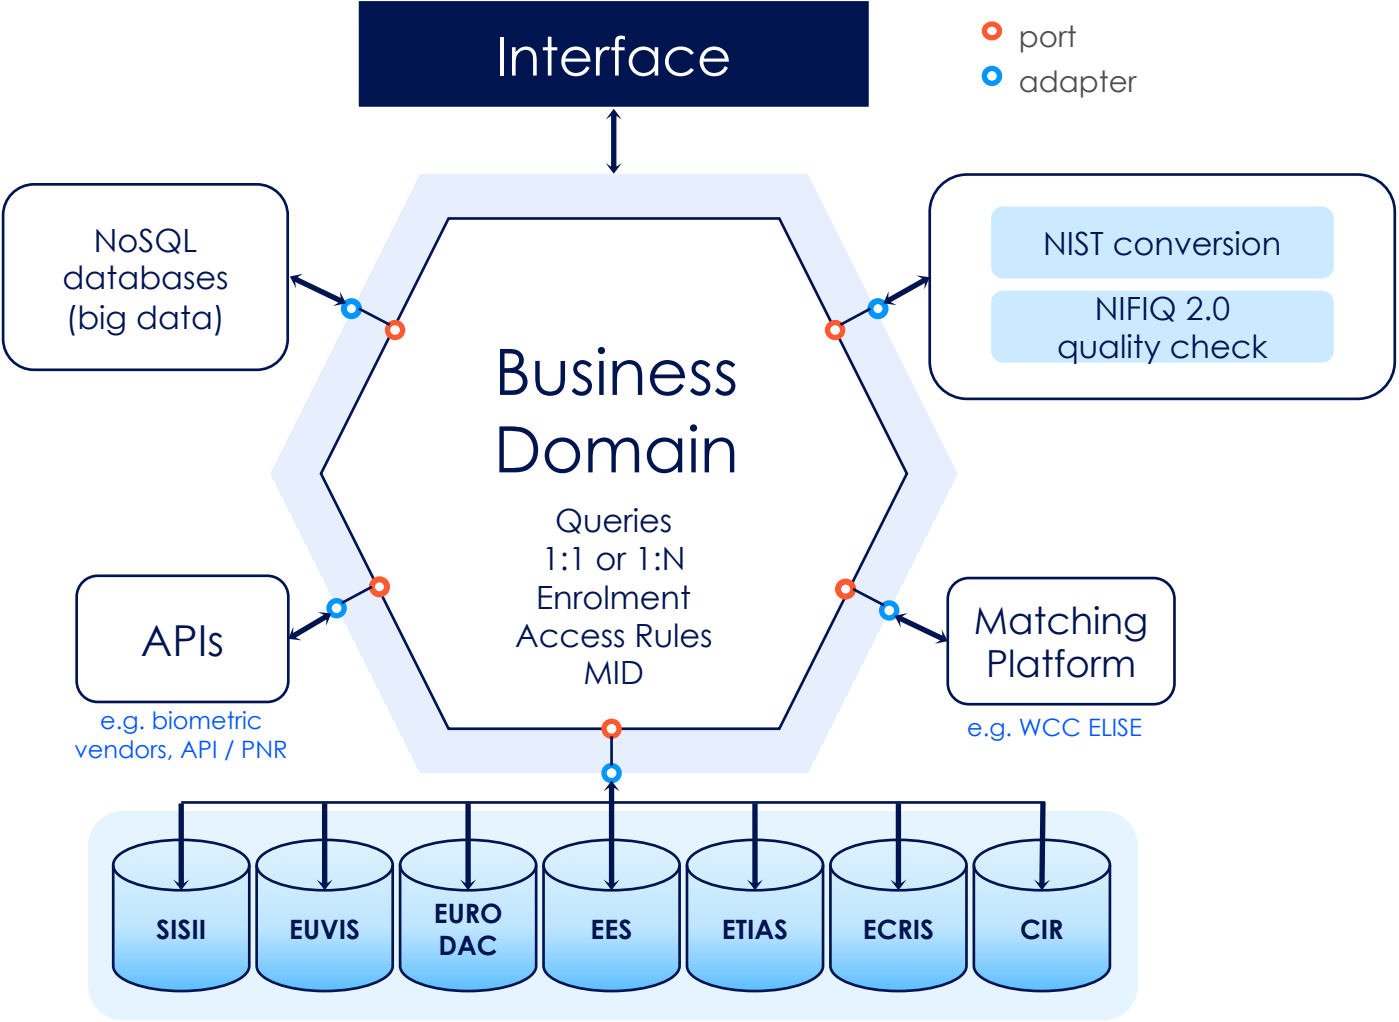 Interface
port
adapter
NoSQL
databases
(big data)
NIST conversion
NIFIQ 2.0
quality check
Business
Domain
Queries
1:1 or 1:N
Enrolment
Access Rules
MID
APIs
e.g. biometric
vendors, API / PNR
Matching
Platform
e.g. WCC ELISE
SISII
EUVIS
EURO
DAC
EES
ETIAS
ECRIS
CIR